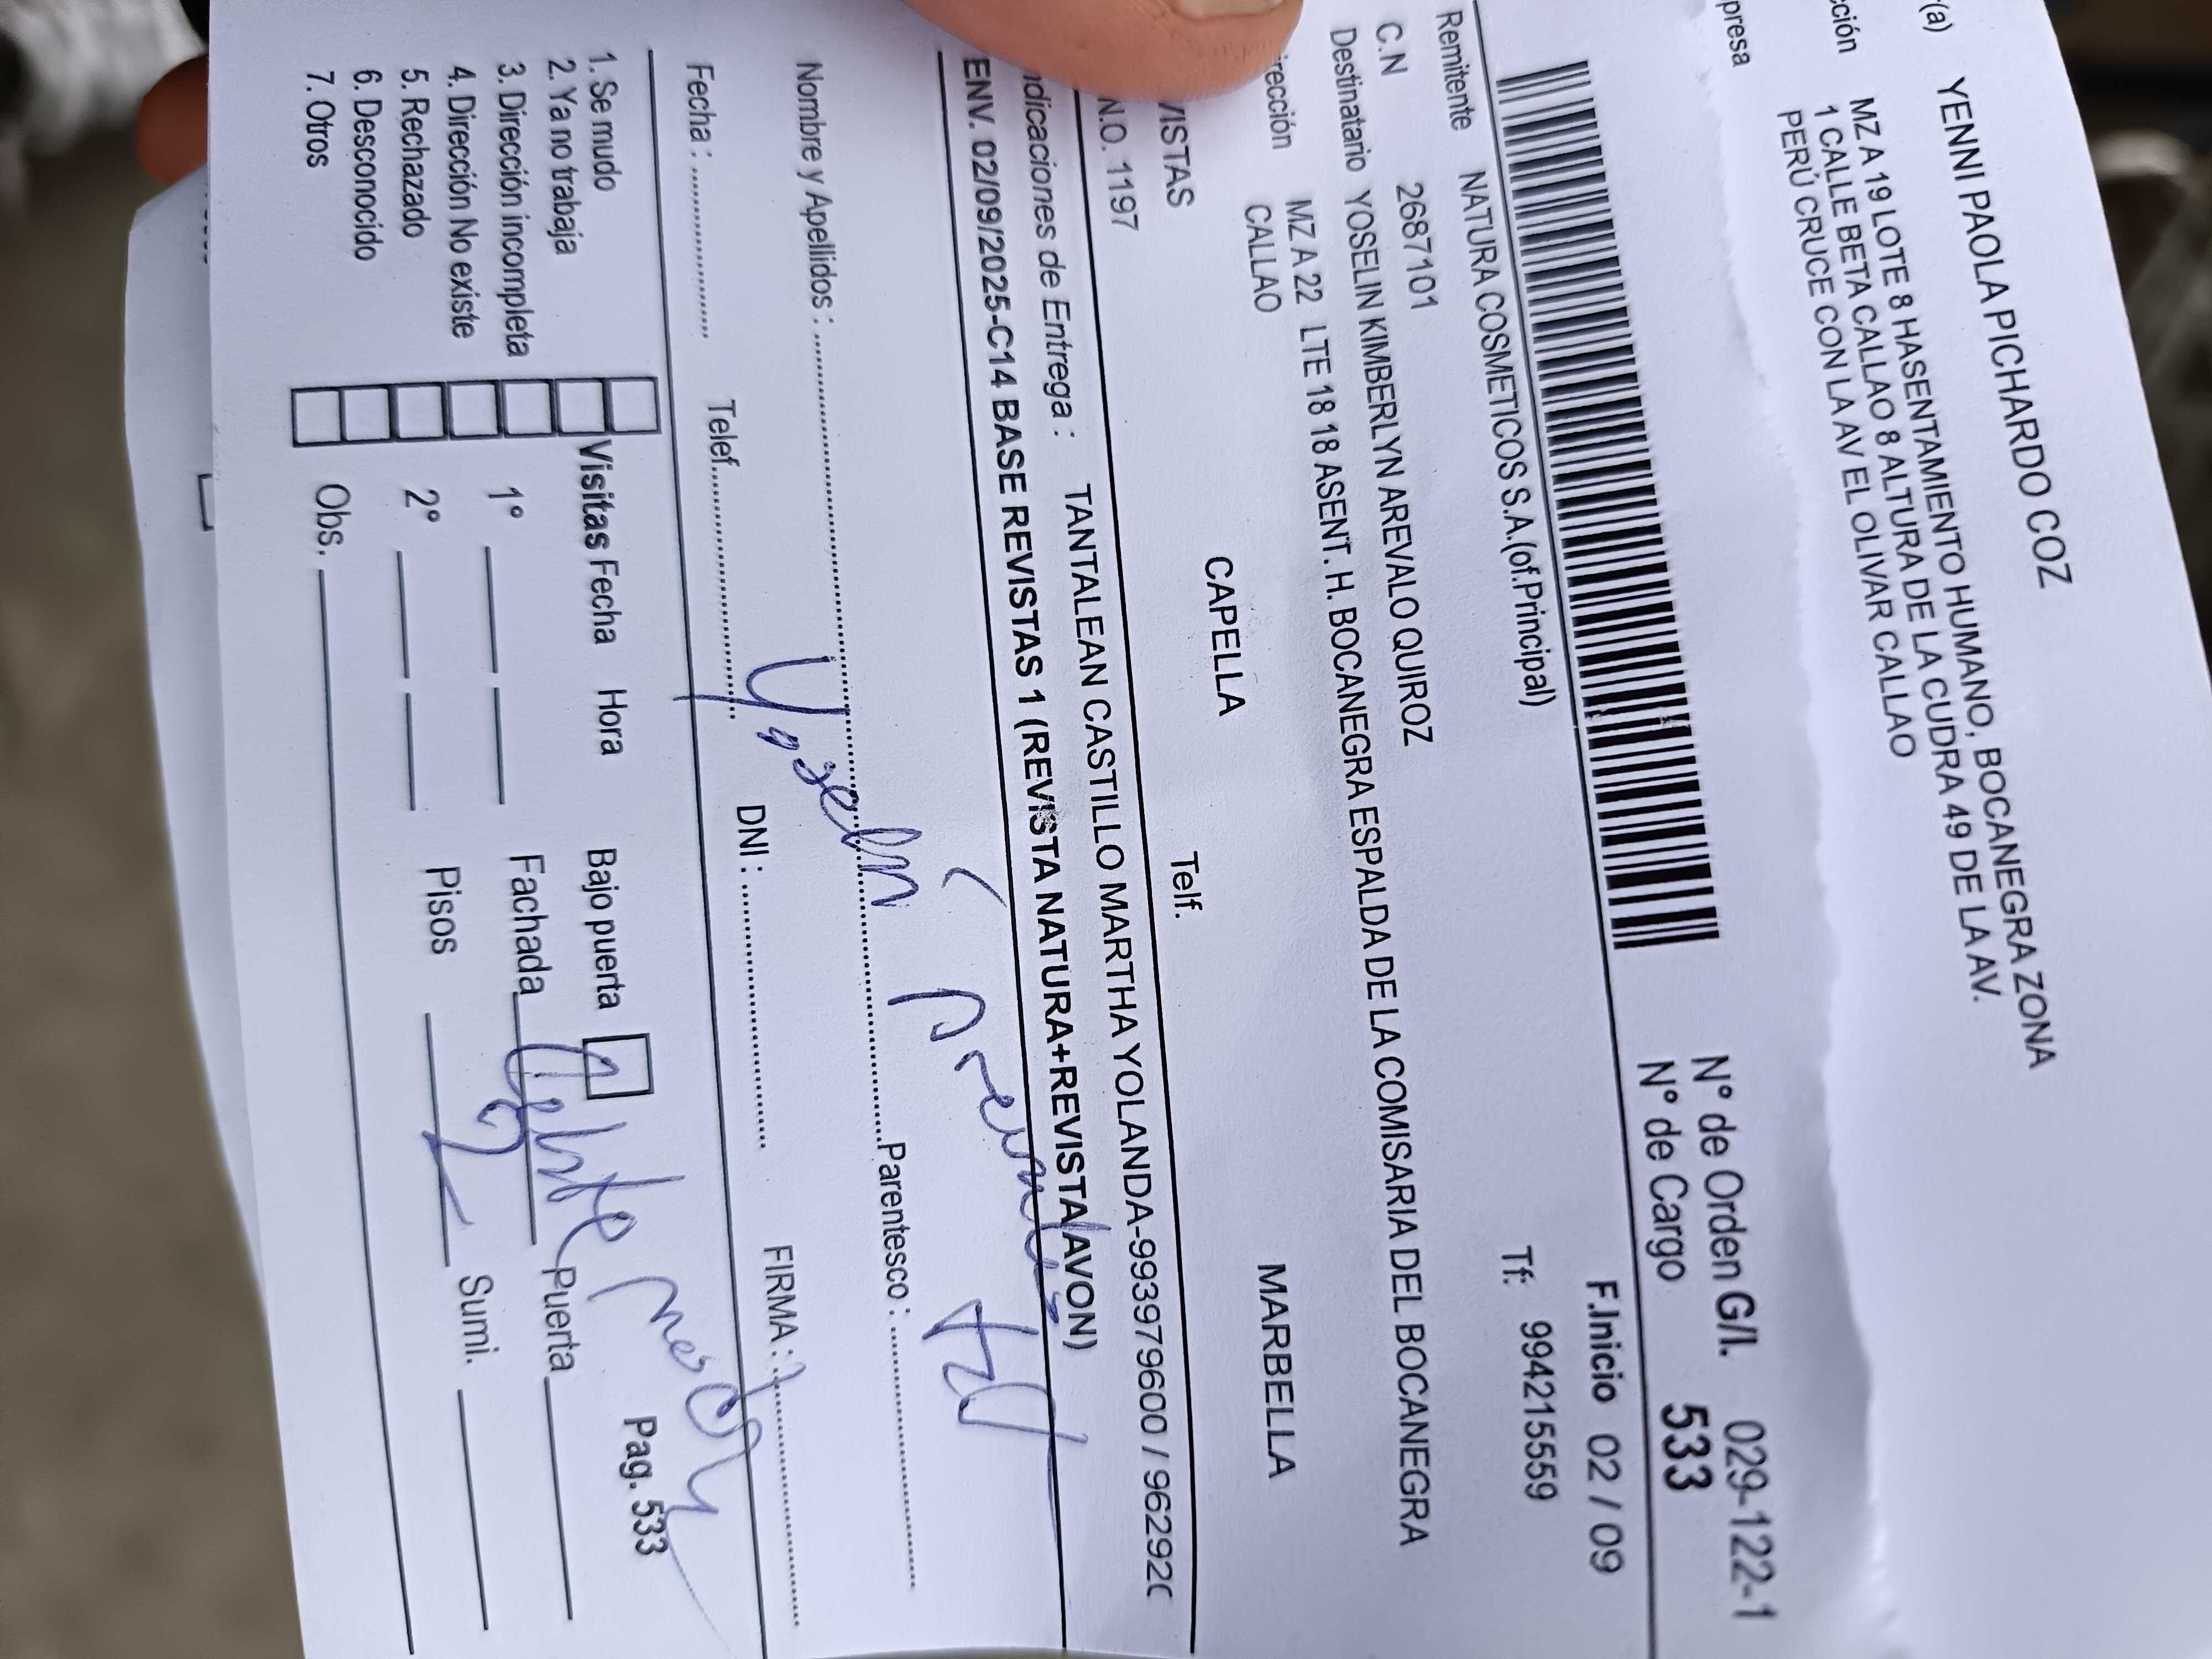 r(a) YENNI PAOLA PICHARDO COZ
cción MZ A 19 LOTE 8 HASENTAMIENTO HUMANO, BOCANEGRA ZONA
1 CALLE BETA CALLAO 8 ALTURA DE LA CUDRA 49 DE LA AV.
PERÚ CRUCE CON LA AV EL OLIVAR CALLAO
presa
N° de Orden G/I. 029-122-1
N° de Cargo 533
F.Inicio 02 / 09
Remitente NATURA COSMETICOS S.A.(of.Principal) Tf: 994215559
C.N 2687101
Destinatario YOSELIN KIMBERLYN AREVALO QUIROZ
irección MZ A 22 LTE 18 18 ASENT. H. BOCANEGRA ESPALDA DE LA COMISARIA DEL BOCANEGRA
CALLAO CAPELLA MARBELLA
VISTAS Telf.
N.O. 1197
ndicaciones de Entrega : TANTALEAN CASTILLO MARTHA YOLANDA-993979600 / 96292
ENV. 02/09/2025-C14 BASE REVISTAS 1 (REVISTA NATURA+REVISTA AVON)
Nombre y Apellidos : Yoselin Parentesco :
Fecha : Telef. DNI : FIRMA :
1. Se mudo Visitas Fecha Hora Bajo puerta Pag. 533
2. Ya no trabaja
3. Dirección incompleta 1° Fachada Puerta
4. Dirección No existe
5. Rechazado 2° Pisos 2 Sumi.
6. Desconocido
7. Otros Obs.